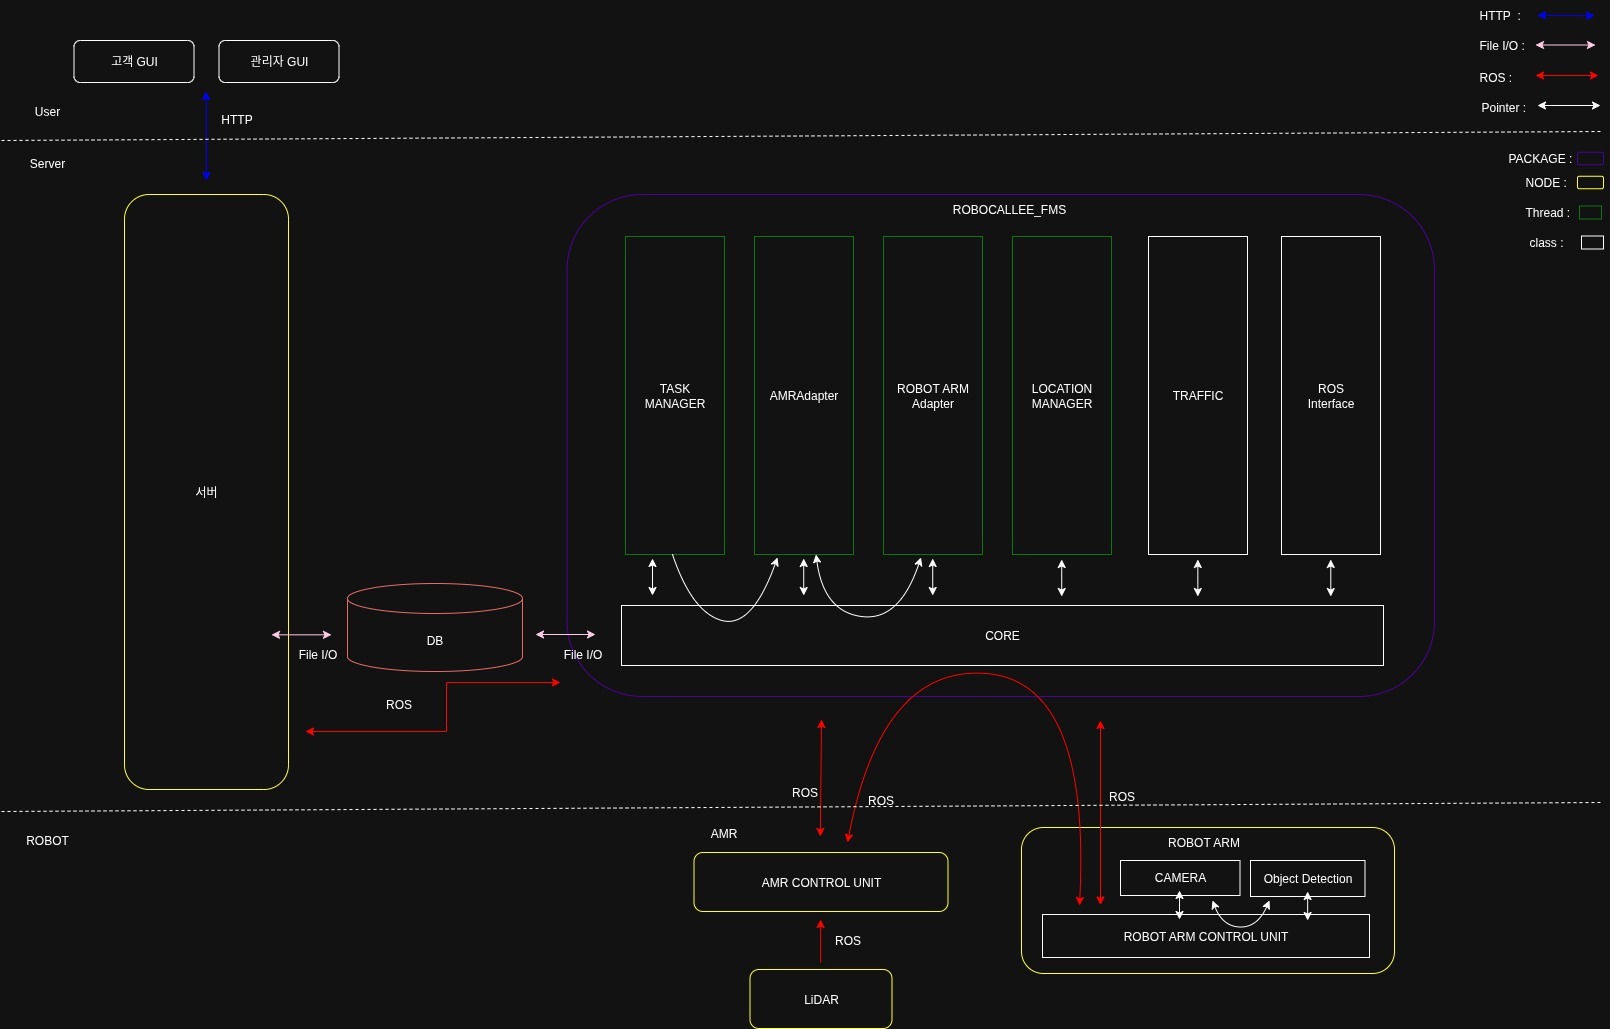 HTTP :
고객 GUI
관리자 GUI
File I/O :
ROS :
Pointer :
User
HTTP
Server
PACKAGE :
NODE :
Thread :
class :
ROBOCALLEE_FMS
TASK
MANAGER
AMRAdapter
ROBOT ARM
Adapter
LOCATION
MANAGER
TRAFFIC
ROS
Interface
서버
DB
CORE
File I/O
File I/O
ROS
ROS
ROS
ROS
ROBOT
AMR
ROBOT ARM
AMR CONTROL UNIT
CAMERA
Object Detection
ROBOT ARM CONTROL UNIT
ROS
LiDAR